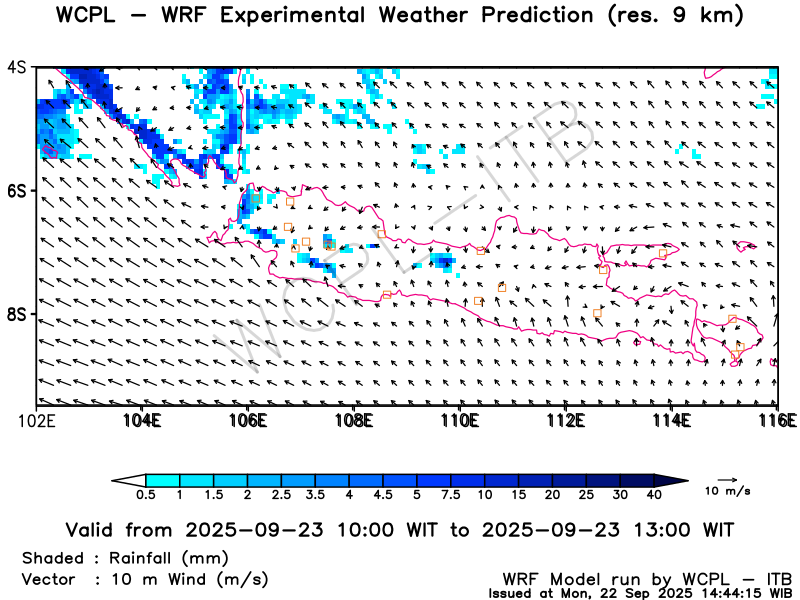 WCPL – WRF Experimental Weather Prediction (res. 9 km)
4S
6S
8S
102E 104E 106E 108E 110E 112E 114E 116E
WCPL–ITB
0.5 1 1.5 2 2.5 3.5 4 4.5 5 7.5 10 15 20 25 30 40
10 m/s
Valid from 2025–09–23 10:00 WIT to 2025–09–23 13:00 WIT
Shaded : Rainfall (mm)
Vector : 10 m Wind (m/s)
WRF Model run by WCPL – ITB
Issued at Mon, 22 Sep 2025 14:44:15 WIB